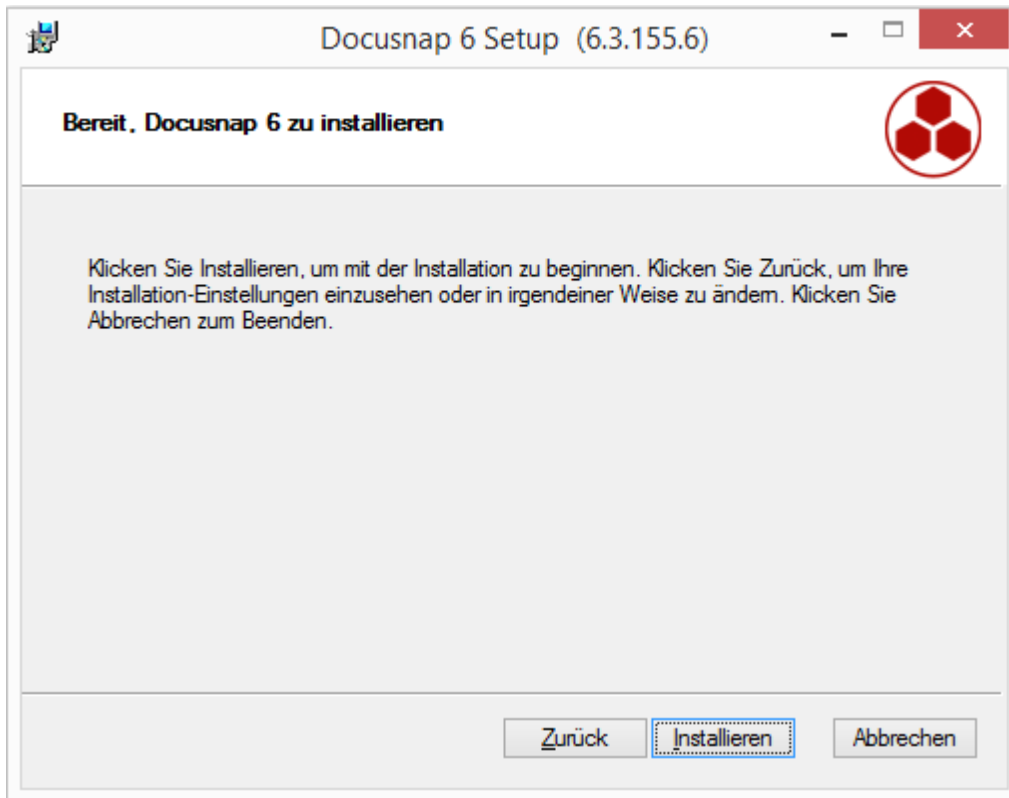 Docusnap 6 Setup (6.3.155.6)
Bereit, Docusnap 6 zu installieren
Klicken Sie Installieren, um mit der Installation zu beginnen. Klicken Sie Zurück, um Ihre
Installation-Einstellungen einzusehen oder in irgendeiner Weise zu ändern. Klicken Sie
Abbrechen zum Beenden.
Zurück Installieren Abbrechen